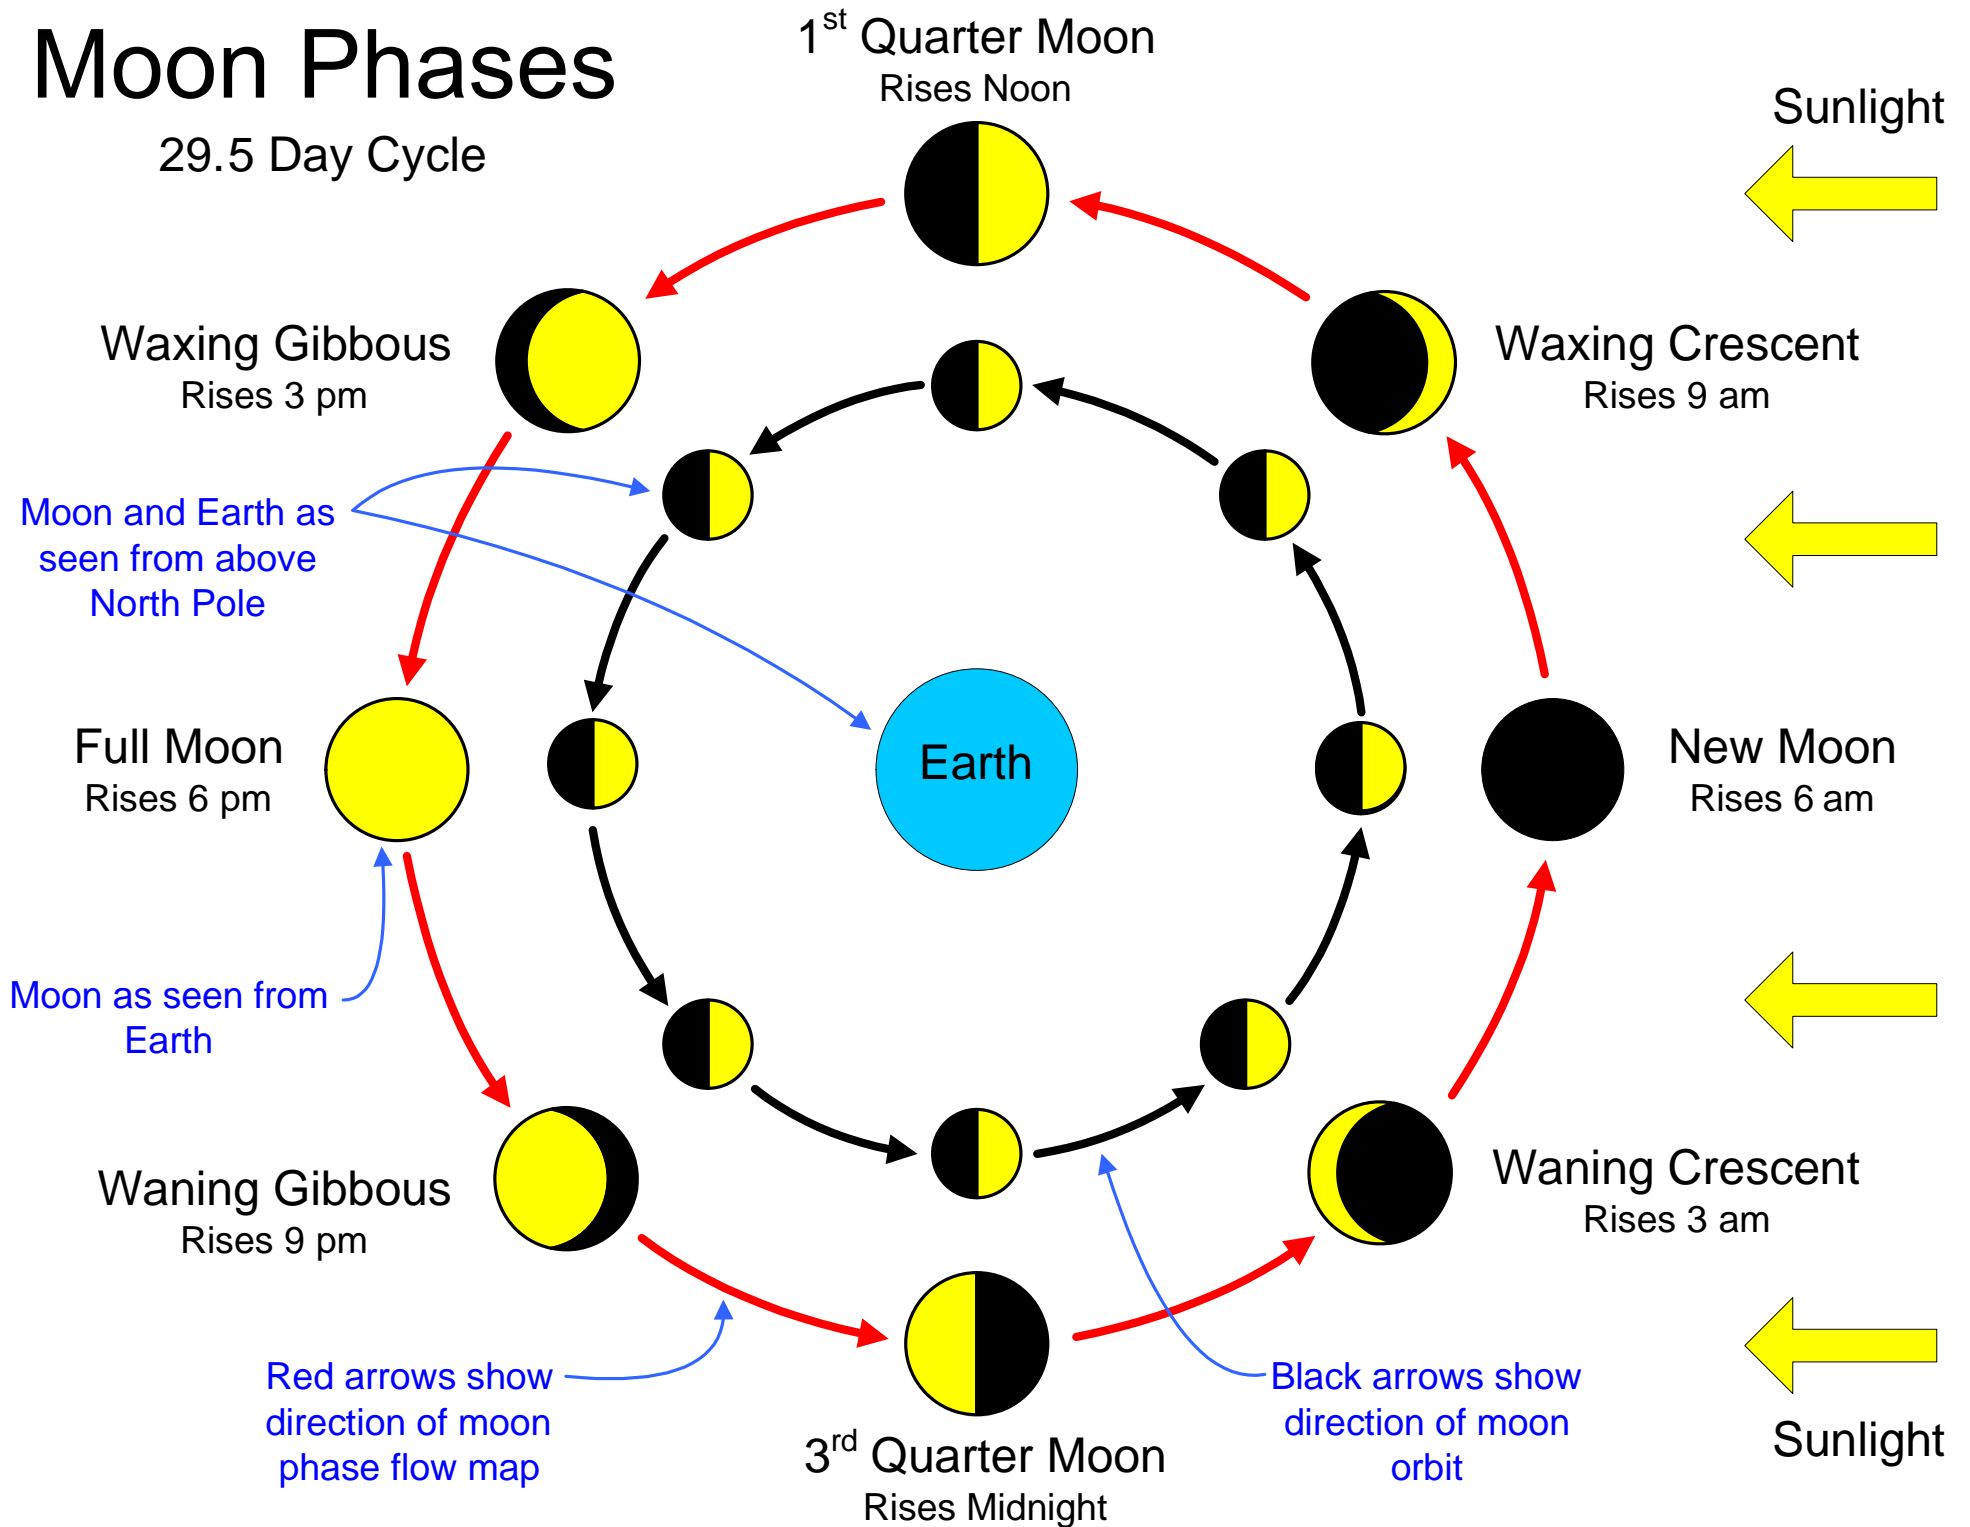 Moon Phases
29.5 Day Cycle
1st Quarter Moon
Rises Noon
Sunlight
Waxing Gibbous
Rises 3 pm
Waxing Crescent
Rises 9 am
Moon and Earth as
seen from above
North Pole
Full Moon
Rises 6 pm
Earth
New Moon
Rises 6 am
Moon as seen from
Earth
Waning Gibbous
Rises 9 pm
Waning Crescent
Rises 3 am
Red arrows show
direction of moon
phase flow map
3rd Quarter Moon
Rises Midnight
Black arrows show
direction of moon
orbit
Sunlight